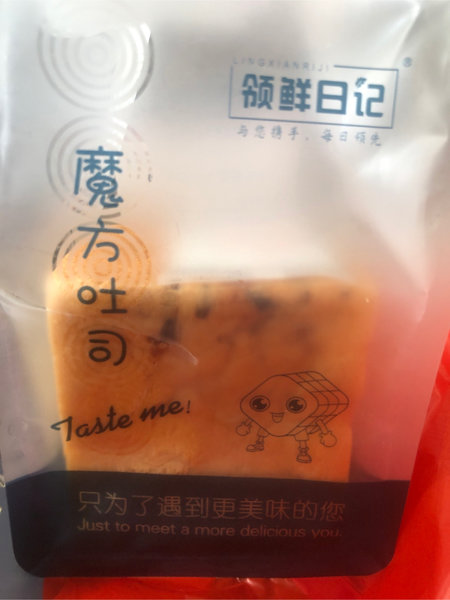 LINGXIANRIJI
领鲜日记®
与您携手，每日领先
魔方吐司
Taste me!
只为了遇到更美味的您
Just to meet a more delicious you.